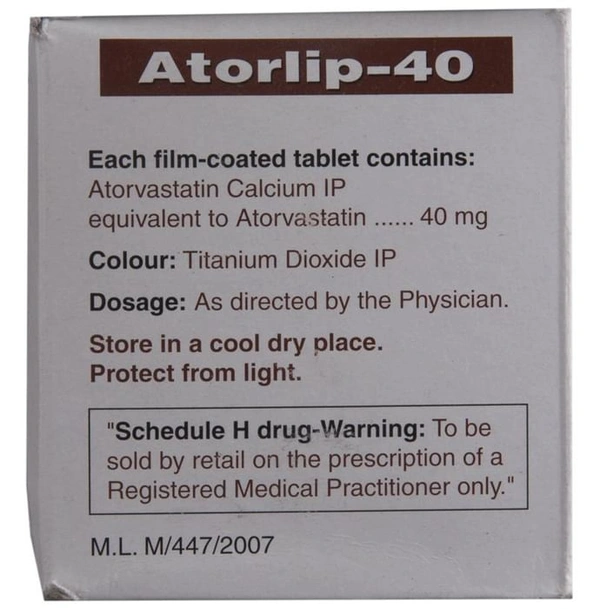 Atorlip-40
Each film-coated tablet contains:
Atorvastatin Calcium IP
equivalent to Atorvastatin ...... 40 mg
Colour: Titanium Dioxide IP
Dosage: As directed by the Physician.
Store in a cool dry place.
Protect from light.
"Schedule H drug-Warning: To be
sold by retail on the prescription of a
Registered Medical Practitioner only."
M.L. M/447/2007